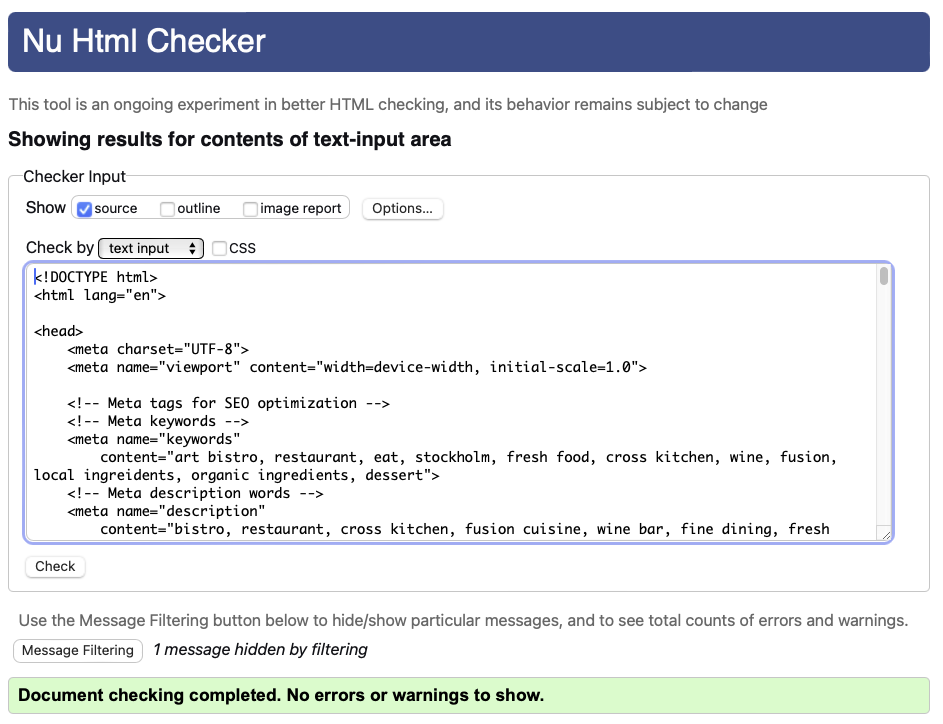 Nu Html Checker
This tool is an ongoing experiment in better HTML checking, and its behavior remains subject to change
Showing results for contents of text-input area
Checker Input
Show source outline image report Options...
Check by text input CSS
<!DOCTYPE html>
<html lang="en">
<head>
<meta charset="UTF-8">
<meta name="viewport" content="width=device-width, initial-scale=1.0">
<!-- Meta tags for SEO optimization -->
<!-- Meta keywords -->
<meta name="keywords"
content="art bistro, restaurant, eat, stockholm, fresh food, cross kitchen, wine, fusion,
local ingreidents, organic ingredients, dessert">
<!-- Meta description words -->
<meta name="description"
content="bistro, restaurant, cross kitchen, fusion cuisine, wine bar, fine dining, fresh
Check
Use the Message Filtering button below to hide/show particular messages, and to see total counts of errors and warnings.
Message Filtering 1 message hidden by filtering
Document checking completed. No errors or warnings to show.